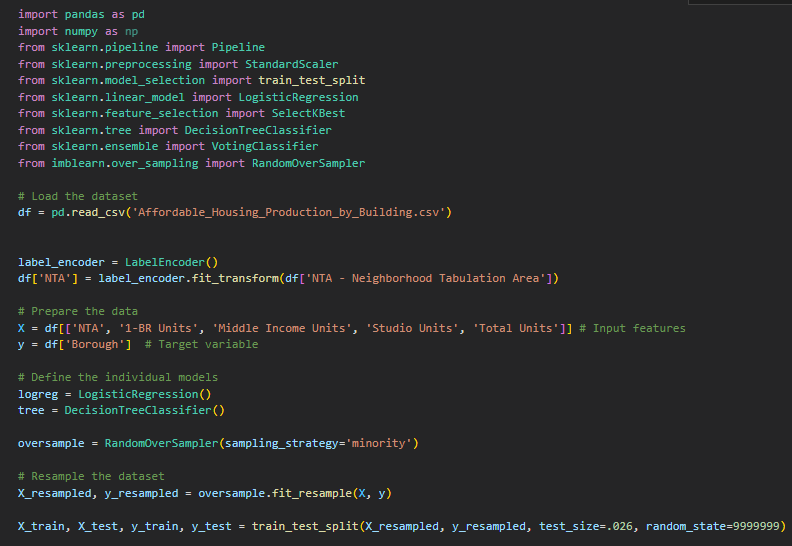 import pandas as pd
import numpy as np
from sklearn.pipeline import Pipeline
from sklearn.preprocessing import StandardScaler
from sklearn.model_selection import train_test_split
from sklearn.linear_model import LogisticRegression
from sklearn.feature_selection import SelectKBest
from sklearn.tree import DecisionTreeClassifier
from sklearn.ensemble import VotingClassifier
from imblearn.over_sampling import RandomOverSampler
# Load the dataset
df = pd.read_csv('Affordable_Housing_Production_by_Building.csv')
label_encoder = LabelEncoder()
df['NTA'] = label_encoder.fit_transform(df['NTA - Neighborhood Tabulation Area'])
# Prepare the data
X = df[['NTA', '1-BR Units', 'Middle Income Units', 'Studio Units', 'Total Units']] # Input features
y = df['Borough']  # Target variable
# Define the individual models
logreg = LogisticRegression()
tree = DecisionTreeClassifier()
oversample = RandomOverSampler(sampling_strategy='minority')
# Resample the dataset
X_resampled, y_resampled = oversample.fit_resample(X, y)
X_train, X_test, y_train, y_test = train_test_split(X_resampled, y_resampled, test_size=.026, random_state=9999999)